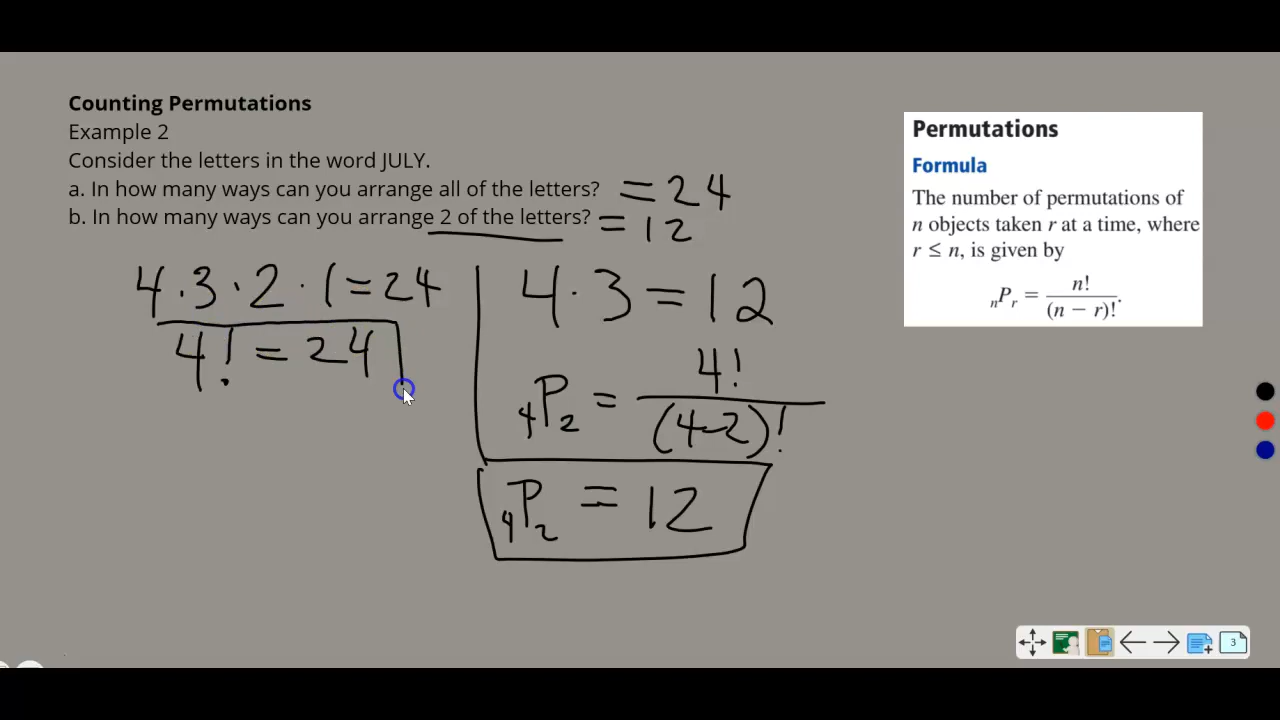 Counting Permutations
Example 2
Consider the letters in the word JULY.
a. In how many ways can you arrange all of the letters? = 24
b. In how many ways can you arrange 2 of the letters? = 12
4 · 3 · 2 · 1 = 24
4! = 24
4 · 3 = 12
₄P₂ = 4! / (4-2)!
₄P₂ = 12
Permutations
Formula
The number of permutations of
n objects taken r at a time, where
r ≤ n, is given by
ₙPᵣ = n! / (n − r)!.
3